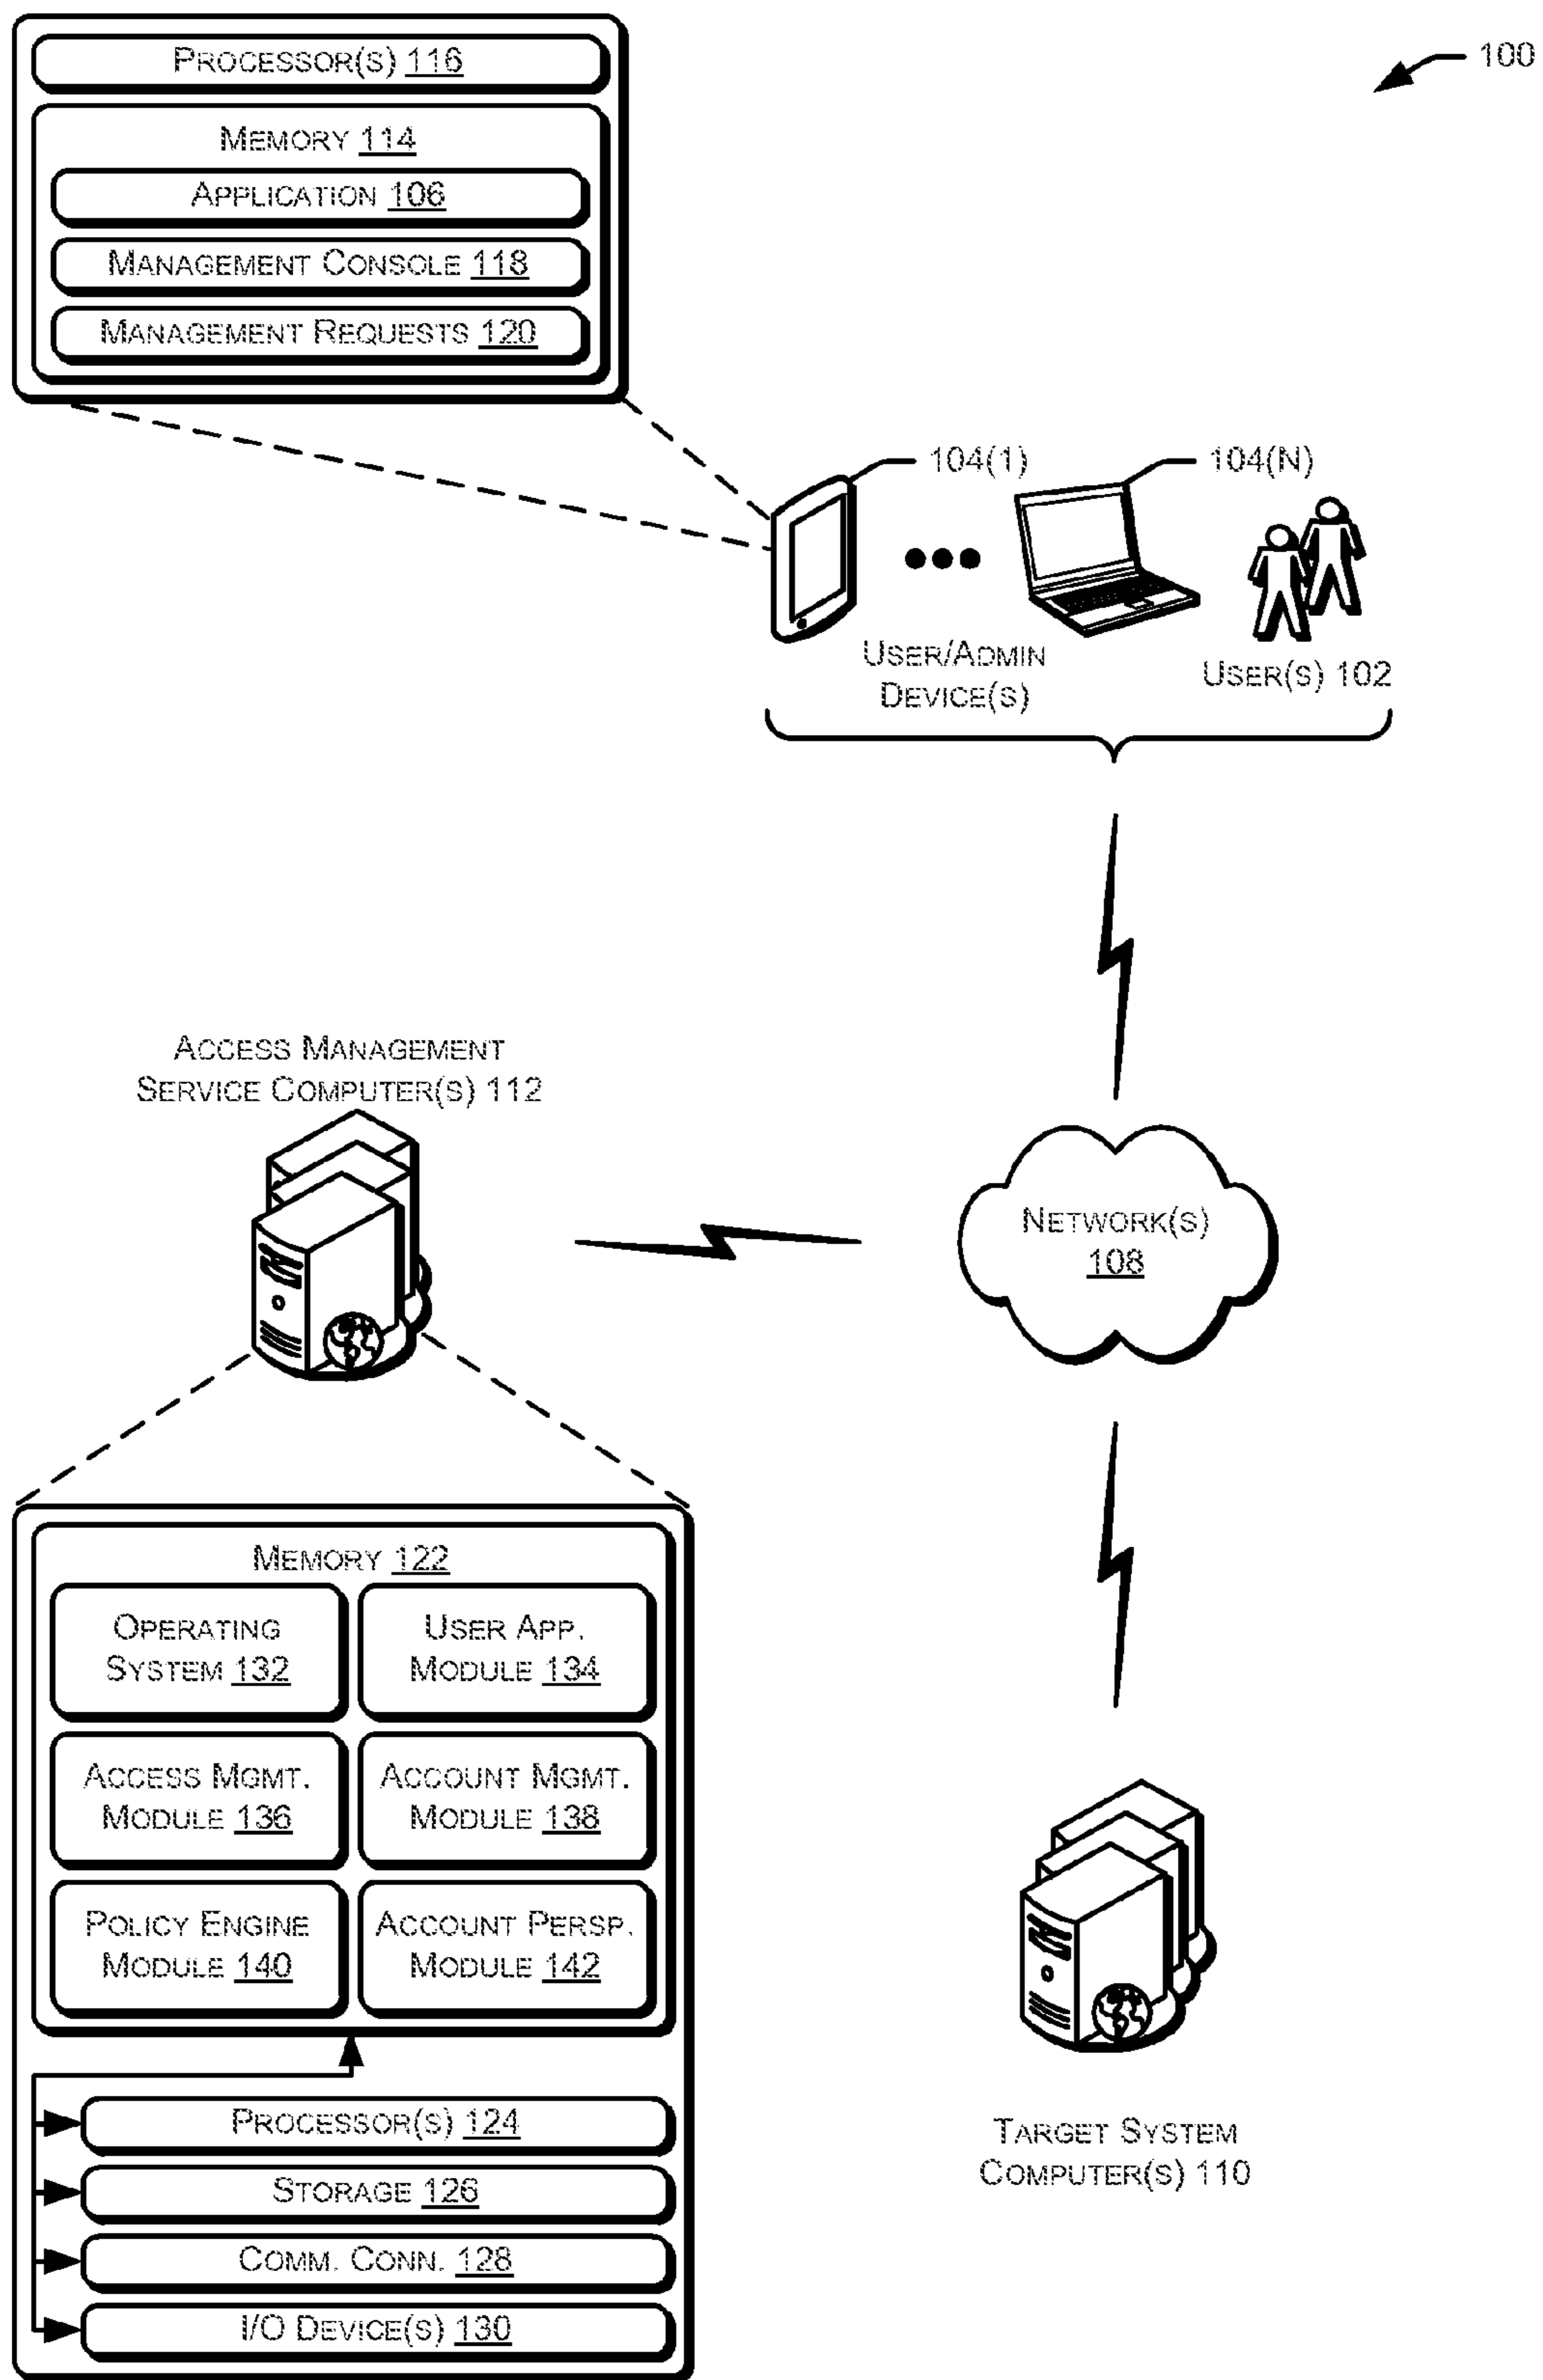 PROCESSOR(S) 116
100
MEMORY 114
APPLICATION 106
MANAGEMENT CONSOLE 118
MANAGEMENT REQUESTS 120
104(1)
104(N)
USER/ADMIN
DEVICE(S)
USER(S) 102
ACCESS MANAGEMENT
SERVICE COMPUTER(S) 112
NETWORK(S)
108
MEMORY 122
OPERATING
SYSTEM 132
USER APP.
MODULE 134
ACCESS MGMT.
MODULE 136
ACCOUNT MGMT.
MODULE 138
POLICY ENGINE
MODULE 140
ACCOUNT PERSP.
MODULE 142
PROCESSOR(S) 124
STORAGE 126
COMM. CONN. 128
I/O DEVICE(S) 130
TARGET SYSTEM
COMPUTER(S) 110